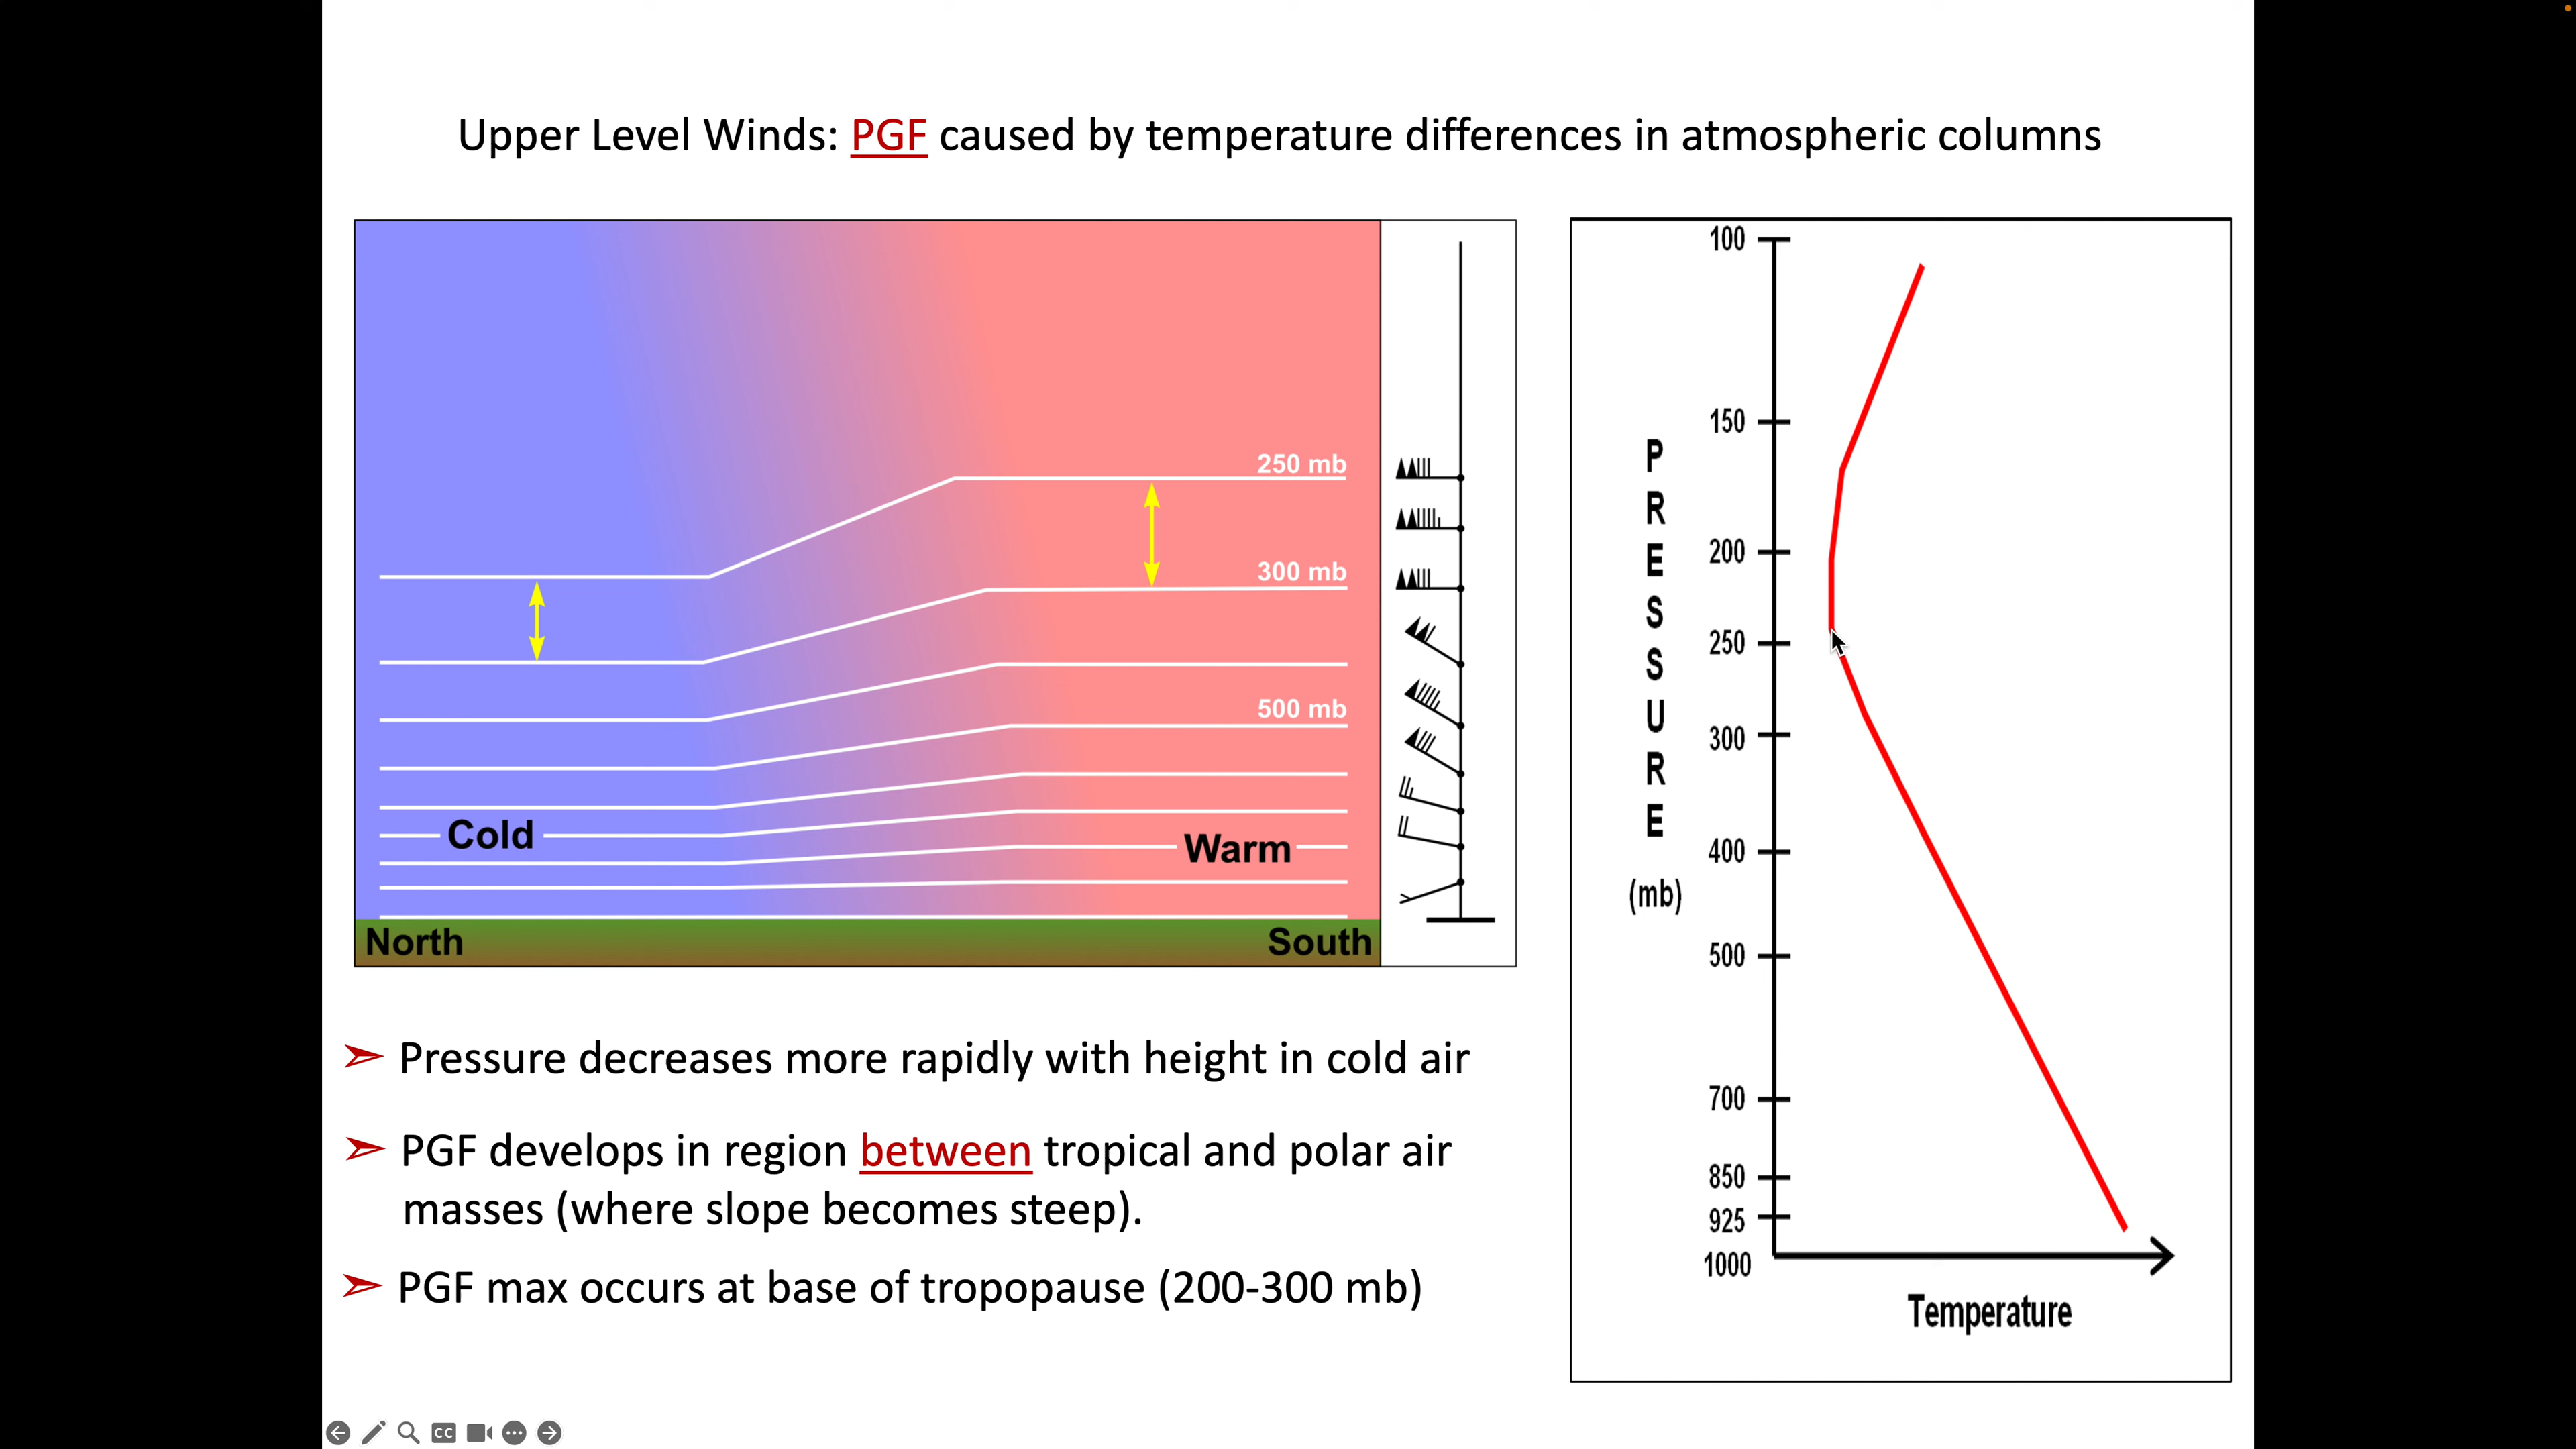 Upper Level Winds: PGF caused by temperature differences in atmospheric columns
250 mb
300 mb
500 mb
Cold
Warm
North
South
100
150
200
250
300
400
500
700
850
925
1000
PRESSURE
(mb)
Temperature
➢ Pressure decreases more rapidly with height in cold air
➢ PGF develops in region between tropical and polar air
masses (where slope becomes steep).
➢ PGF max occurs at base of tropopause (200-300 mb)
CC